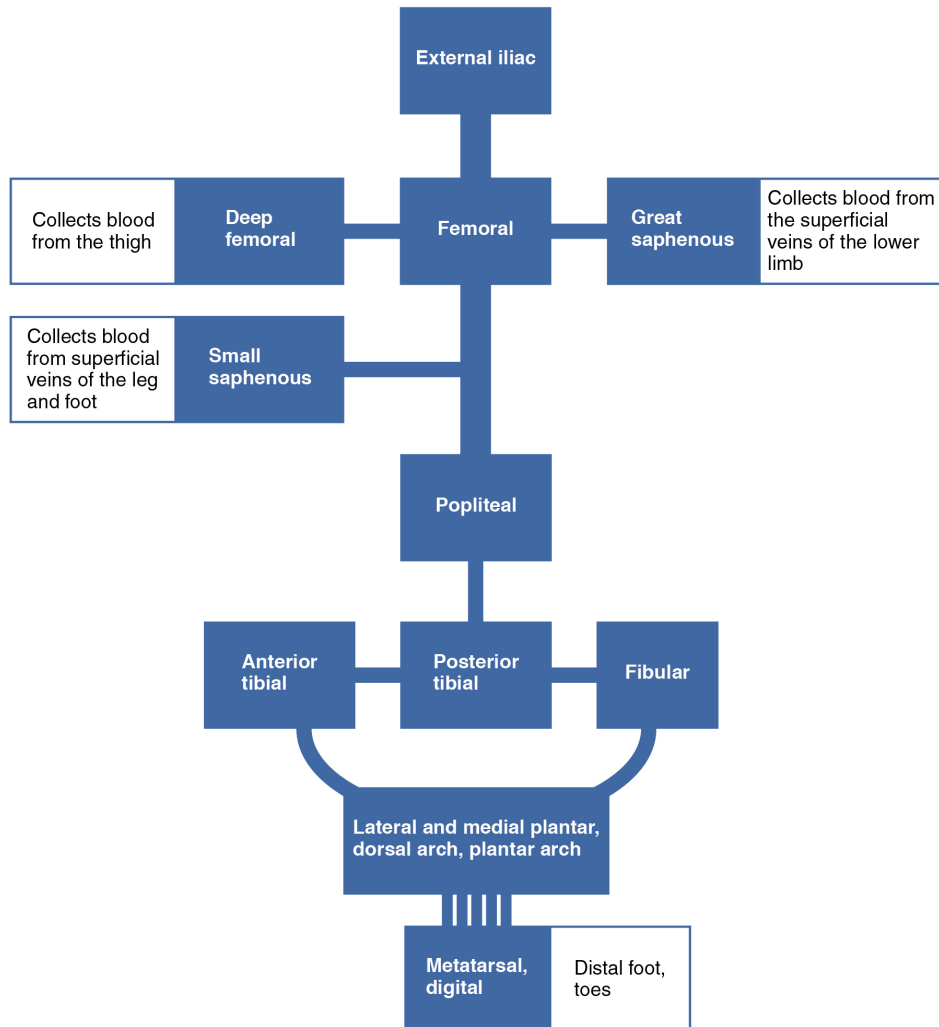 External iliac
Collects blood
from the thigh
Deep
femoral
Femoral
Great
saphenous
Collects blood from
the superficial
veins of the lower
limb
Collects blood
from superficial
veins of the leg
and foot
Small
saphenous
Popliteal
Anterior
tibial
Posterior
tibial
Fibular
Lateral and medial plantar,
dorsal arch, plantar arch
Metatarsal,
digital
Distal foot,
toes